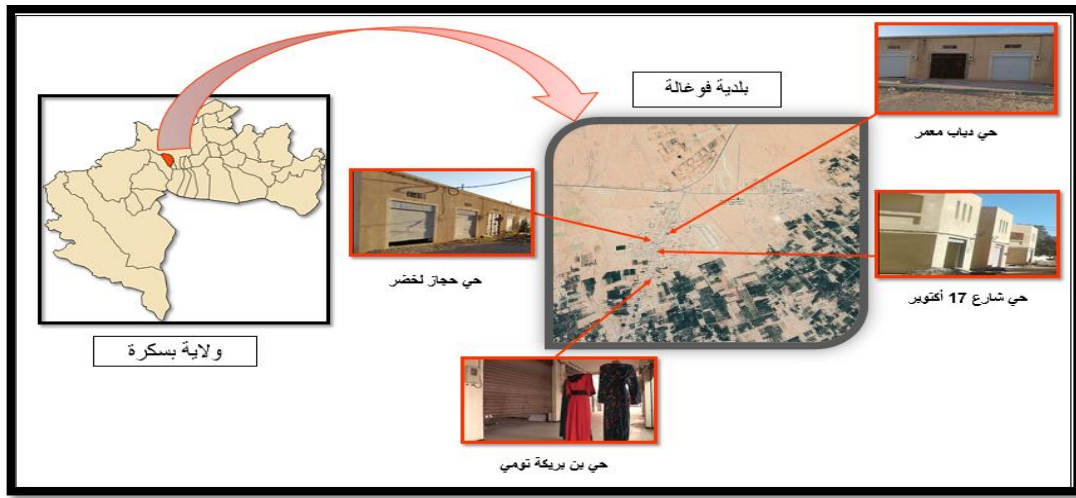 بلدية فوغالة
حي دباب معمر
حي حجاز لخضر
حي شارع 17 أكتوبر
ولاية بسكرة
حي بن بريكة تومي